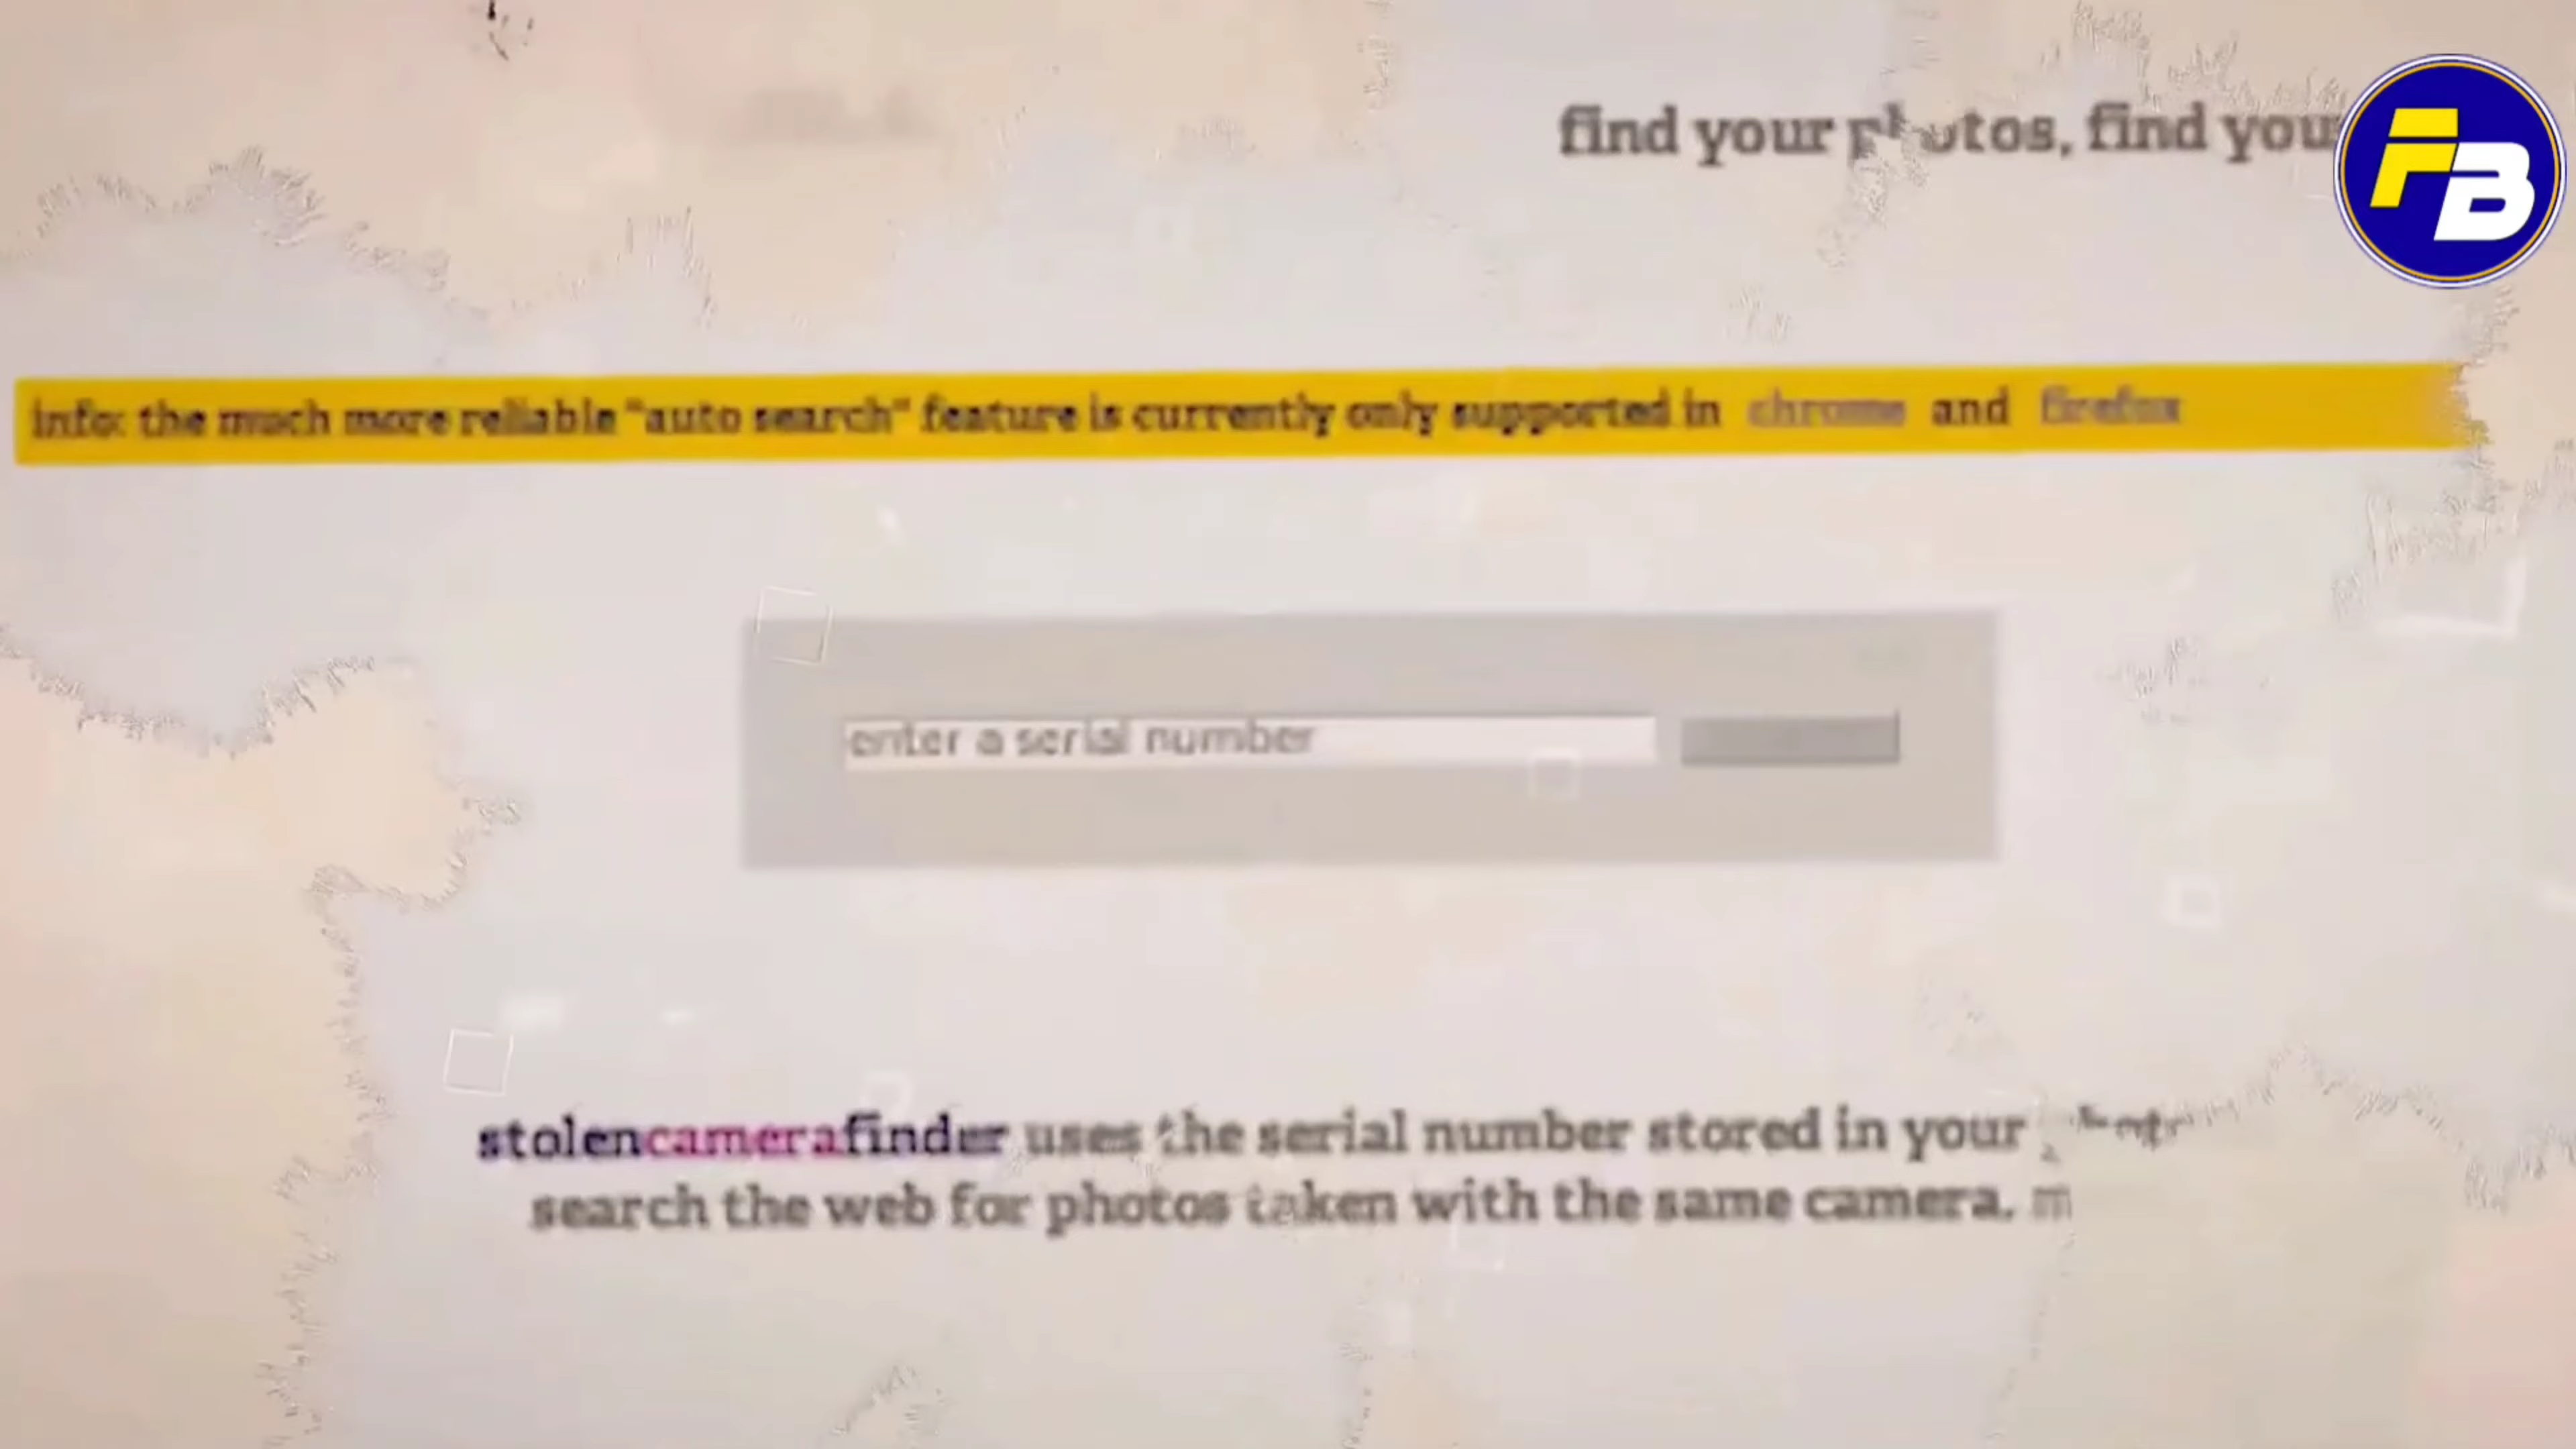 find your photos, find you
FB
info: the much more reliable "auto search" feature is currently only supported in chrome and firefox
enter a serial number
stolencamerafinder uses the serial number stored in your
search the web for photos taken with the same camera. m